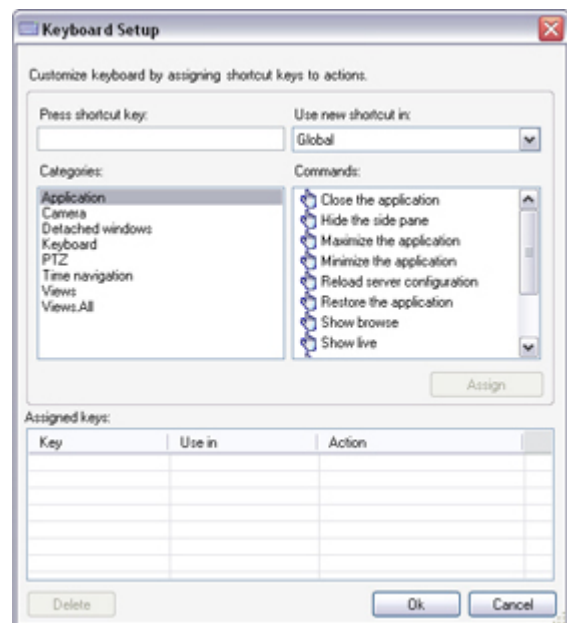 Keyboard Setup
Customize keyboard by assigning shortcut keys to actions.
Press shortcut key:
Use new shortcut in:
Global
Categories:
Commands:
Application
Camera
Detached windows
Keyboard
PTZ
Time navigation
Views
Views.All
Close the application
Hide the side pane
Maximize the application
Minimize the application
Reload server configuration
Restore the application
Show browse
Show live
Assign
Assigned keys:
Key Use in Action
Delete Ok Cancel